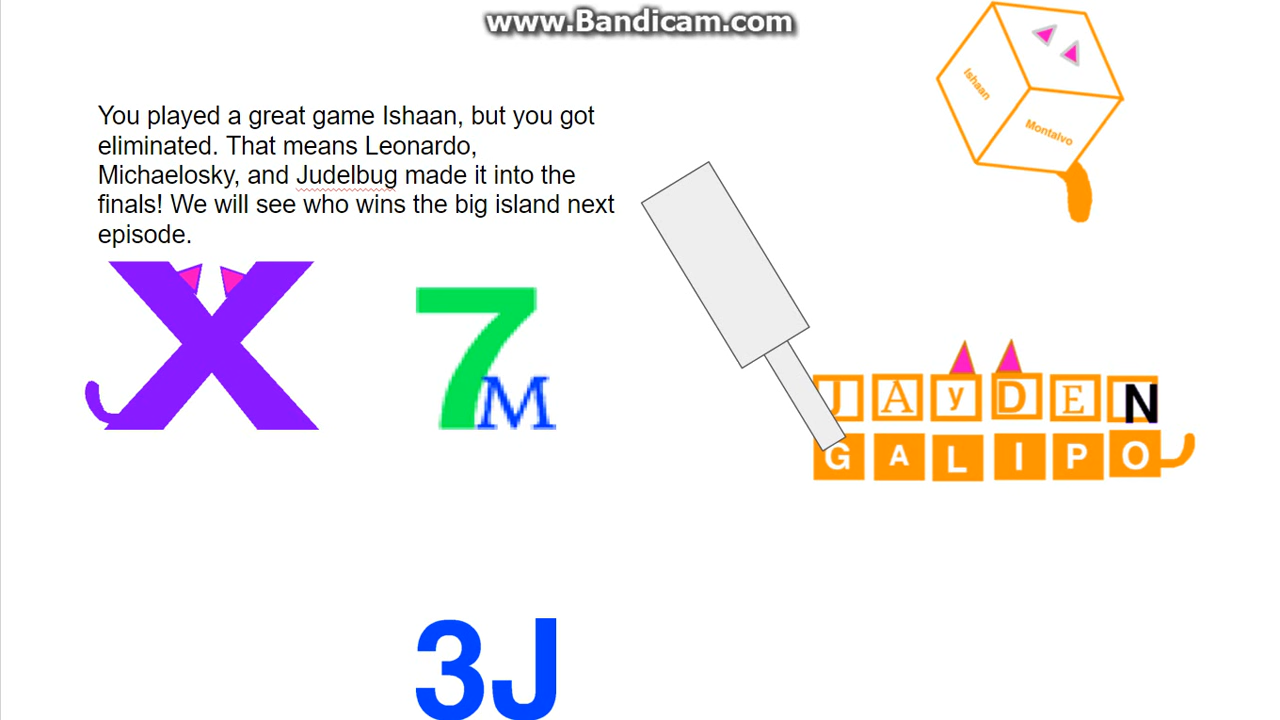 www.Bandicam.com
Ishaan
Montalvo
You played a great game Ishaan, but you got
eliminated. That means Leonardo,
Michaelosky, and Judelbug made it into the
finals! We will see who wins the big island next
episode.
X
7M
JAyDEN
GALIPO
3J